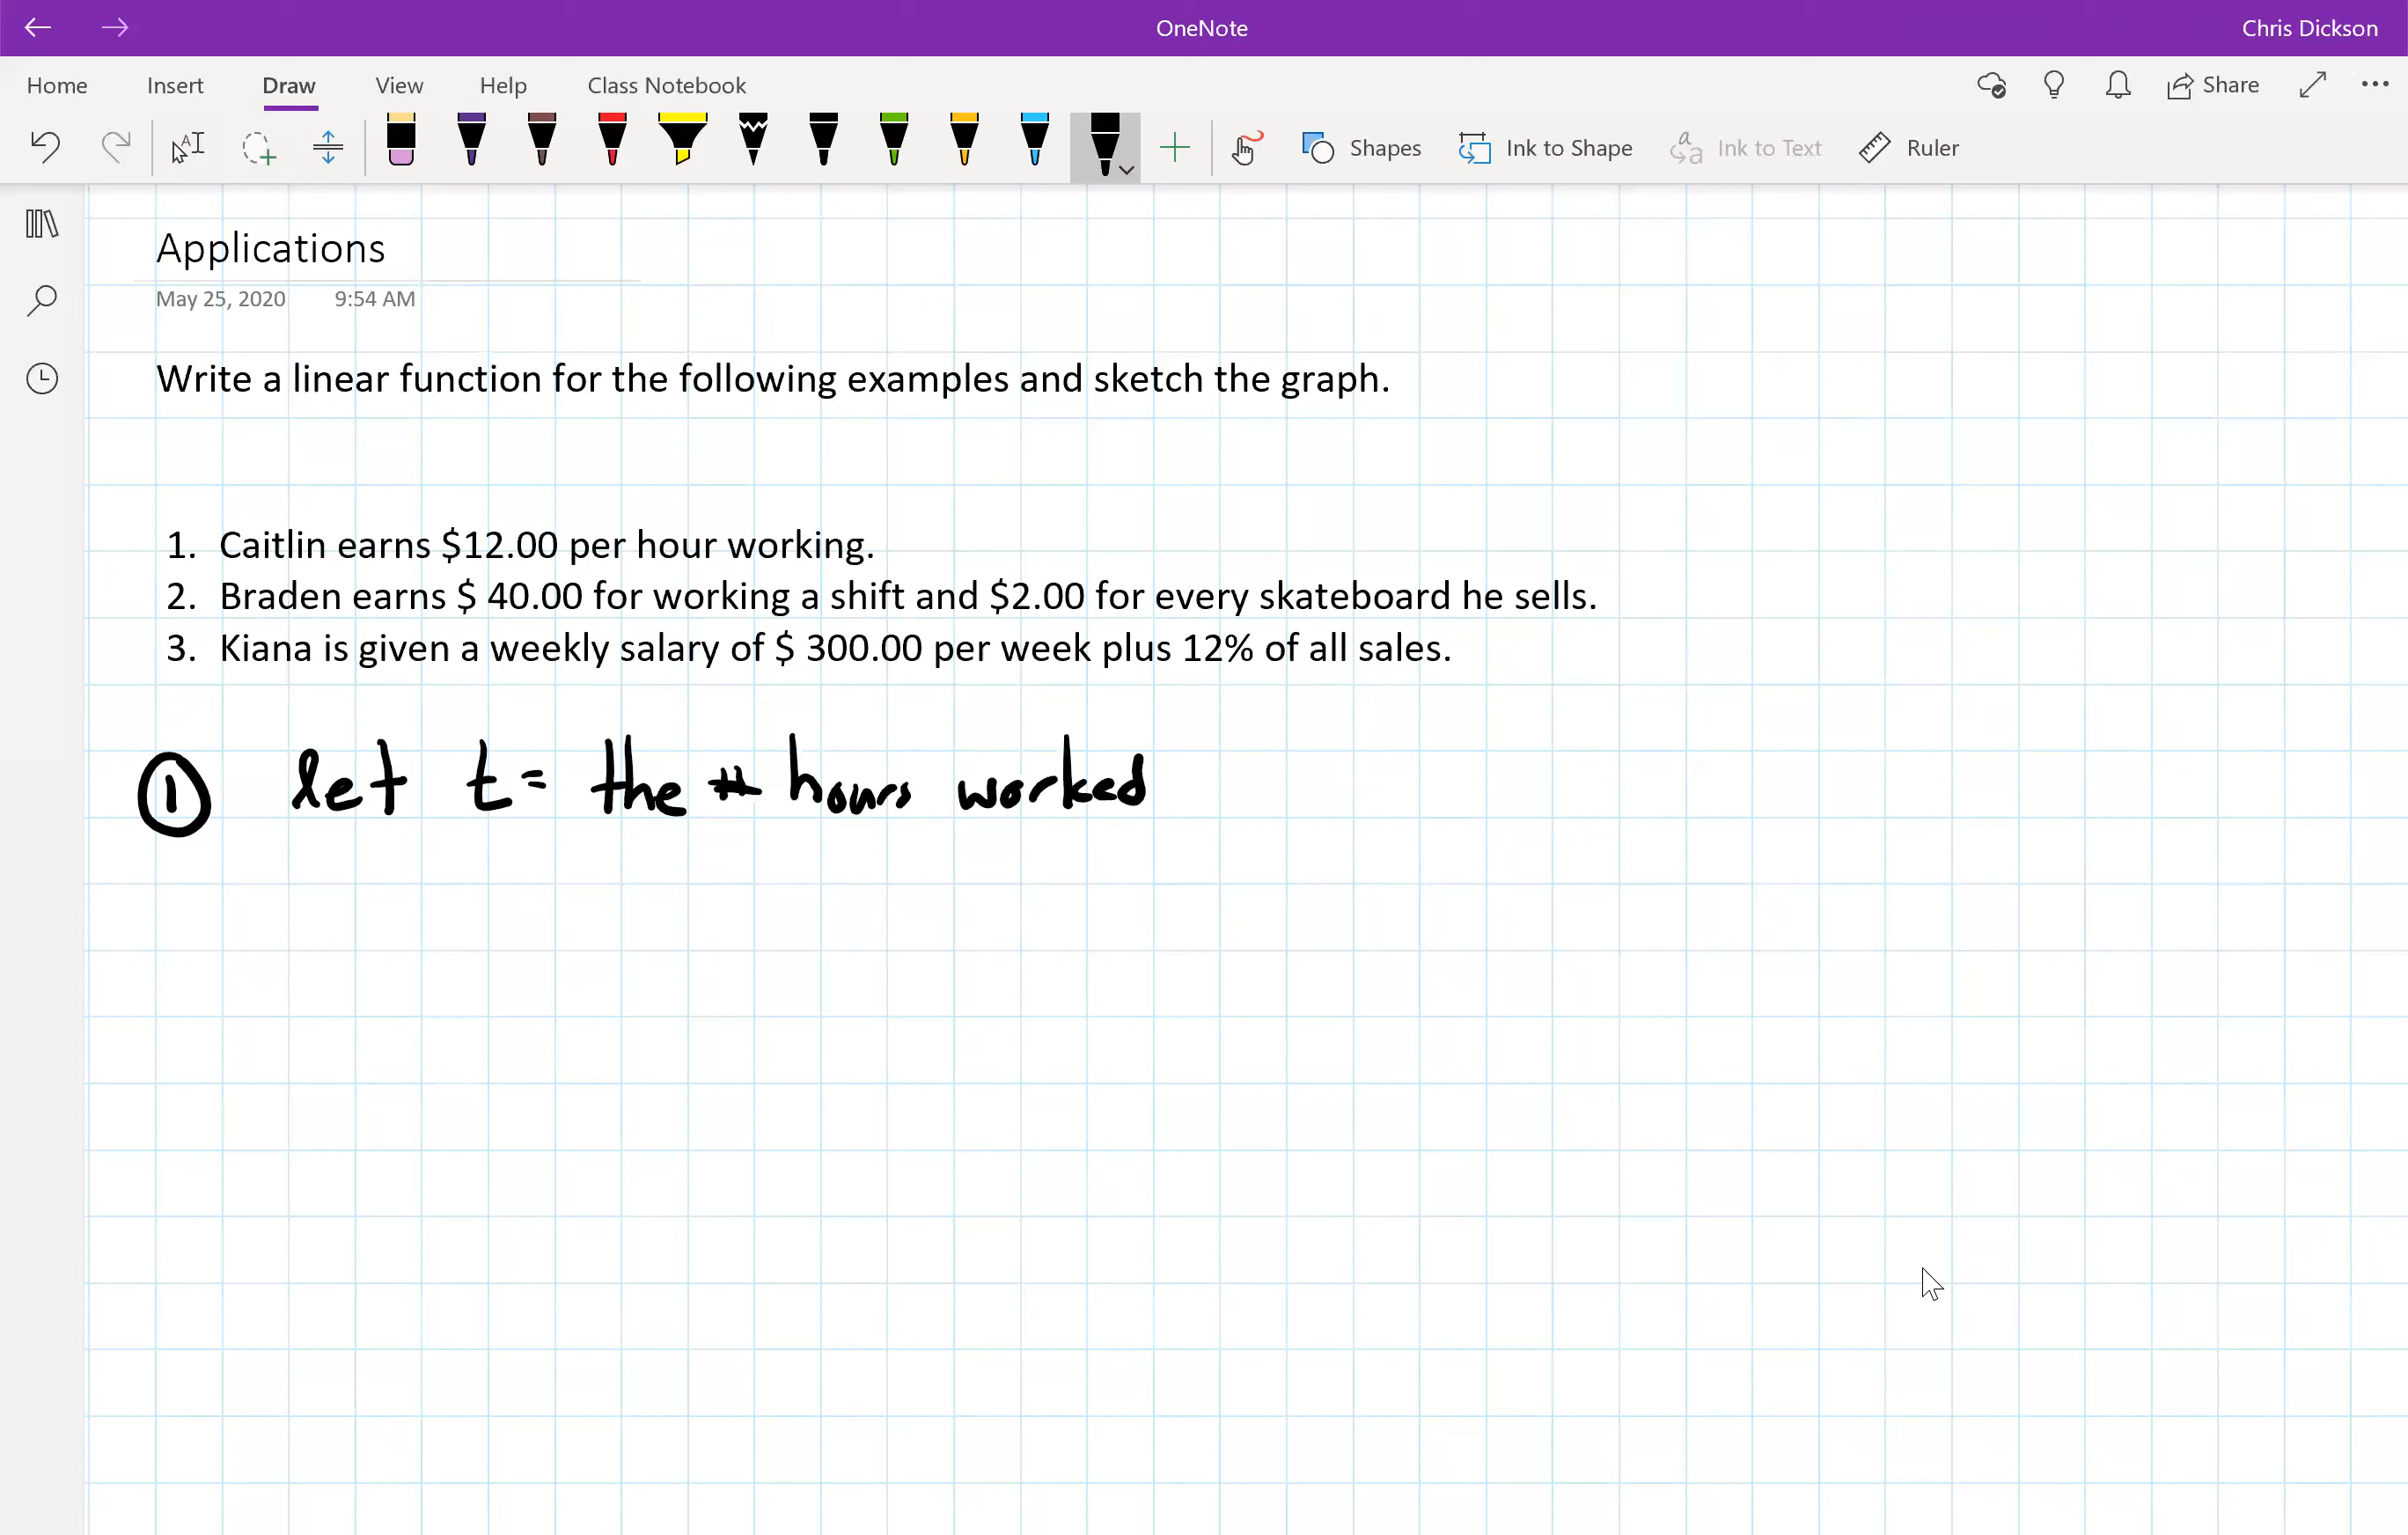 OneNote
Chris Dickson
Home Insert Draw View Help Class Notebook Share
Shapes Ink to Shape Ink to Text Ruler
Applications
May 25, 2020 9:54 AM
Write a linear function for the following examples and sketch the graph.
1. Caitlin earns $12.00 per hour working.
2. Braden earns $ 40.00 for working a shift and $2.00 for every skateboard he sells.
3. Kiana is given a weekly salary of $ 300.00 per week plus 12% of all sales.
① let t = the # hours worked